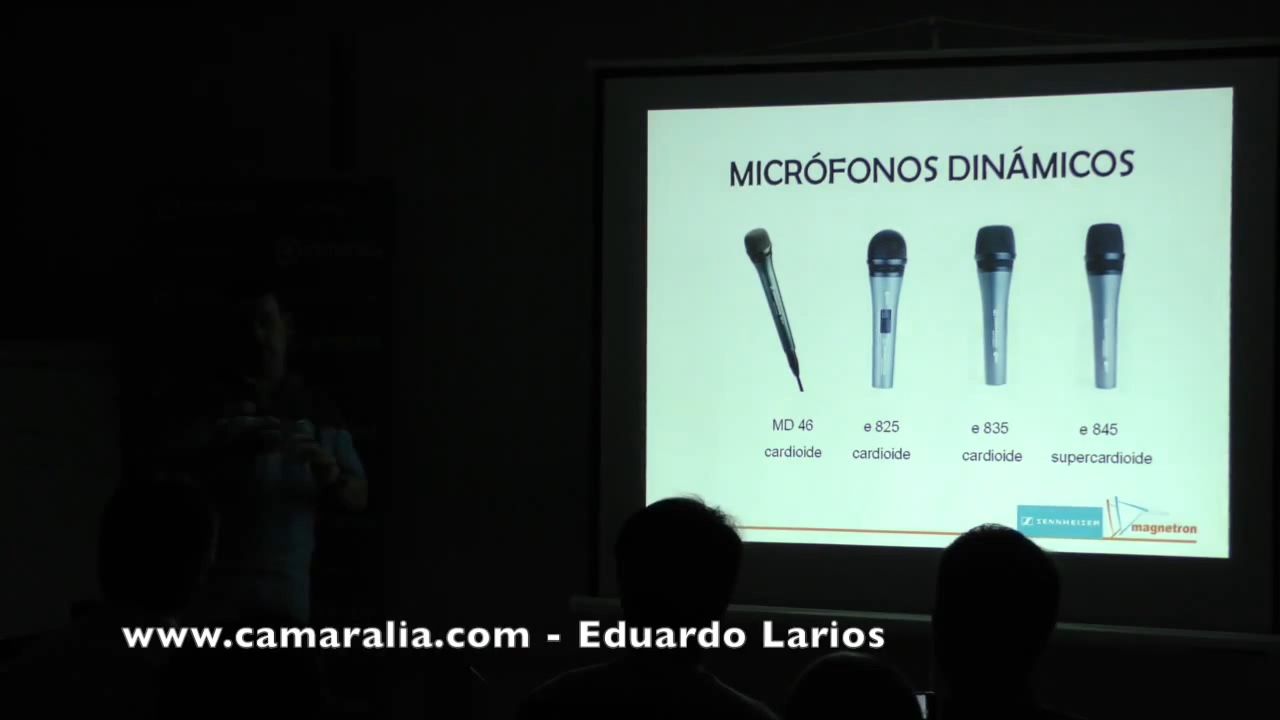 MICRÓFONOS DINÁMICOS
MD 46
cardioide
e 825
cardioide
e 835
cardioide
e 845
supercardioide
SENNHEISER
magnetron
www.camaralia.com - Eduardo Larios